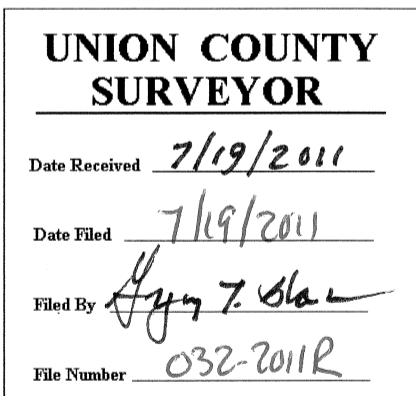 UNION COUNTY
SURVEYOR
Date Received 7/19/2011
Date Filed 7/19/2011
Filed By
File Number 032-2011R